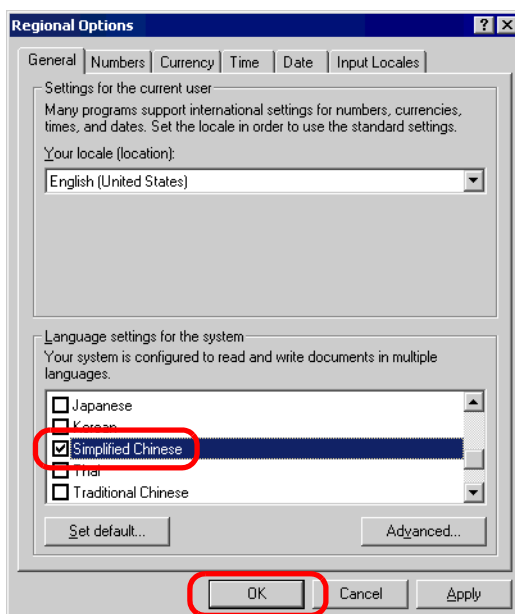 Regional Options
General Numbers Currency Time Date Input Locales
Settings for the current user
Many programs support international settings for numbers, currencies,
times, and dates. Set the locale in order to use the standard settings.
Your locale (location):
English (United States)
Language settings for the system
Your system is configured to read and write documents in multiple
languages.
Japanese
Korean
Simplified Chinese
Thai
Traditional Chinese
Set default... Advanced...
OK Cancel Apply